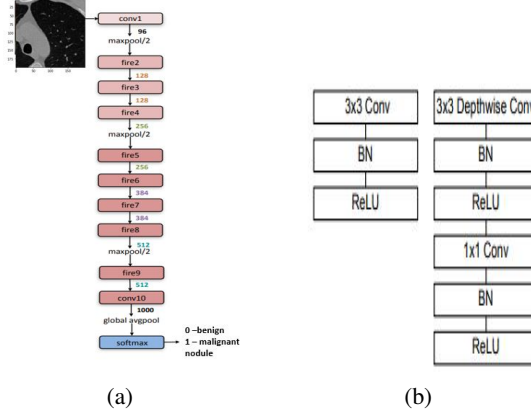 conv1
96
maxpool/2
fire2
128
fire3
128
fire4
256
maxpool/2
fire5
256
fire6
384
fire7
384
fire8
512
maxpool/2
fire9
512
conv10
1000
global avgpool
softmax
0 –benign
1 – malignant
nodule
(a)
3x3 Conv
BN
ReLU
3x3 Depthwise Conv
BN
ReLU
1x1 Conv
BN
ReLU
(b)